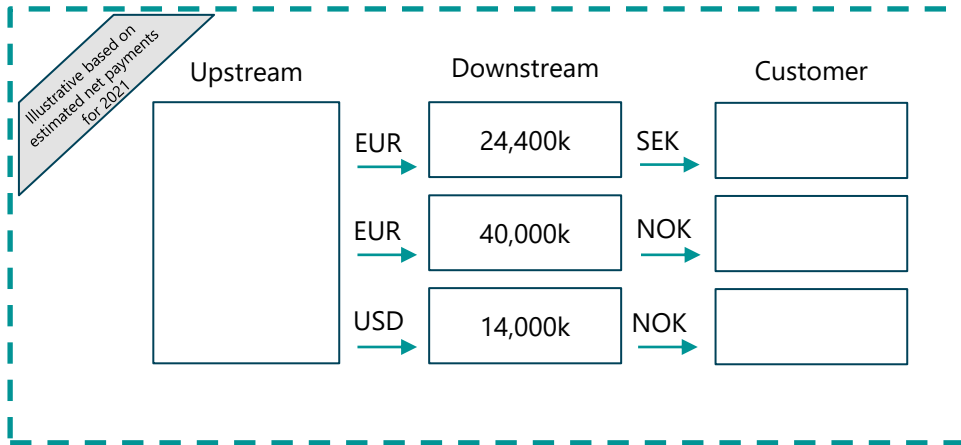 Illustrative based on
estimated net payments
for 2021
Upstream
Downstream
Customer
EUR
24,400k
SEK
EUR
40,000k
NOK
USD
14,000k
NOK